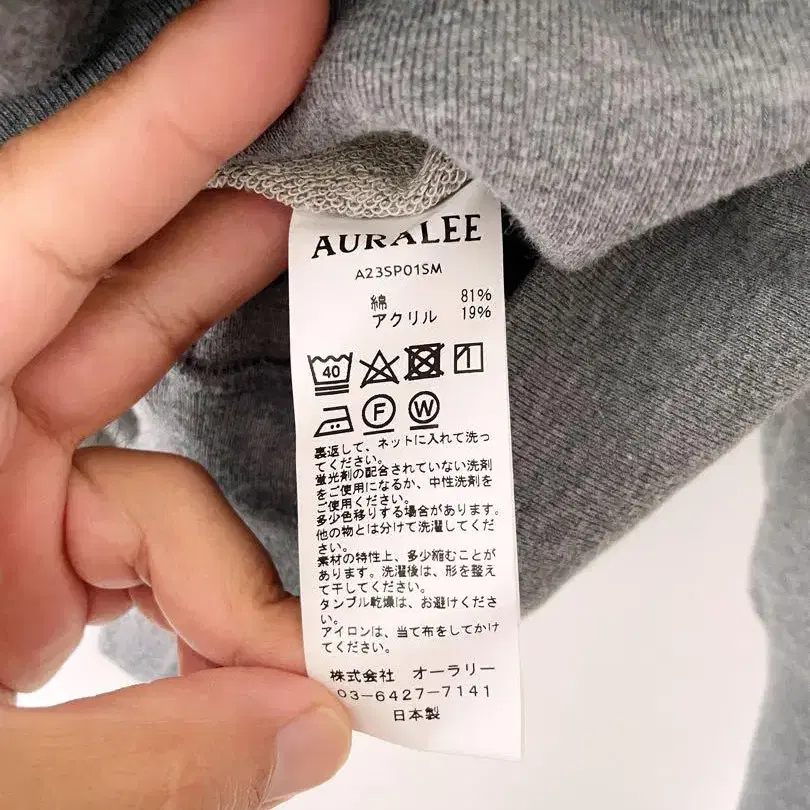 AURALEE
A23SP01SM
綿 81%
アクリル 19%
40
F W
裏返して、ネットに入れて洗っ
てください。
蛍光剤の配合されていない洗剤
をご使用になるか、中性洗剤を
ご使用ください。
多少色移りする場合があります。
他の物とは分けて洗濯してくだ
さい。
素材の特性上、多少縮むことが
あります。洗濯後は、形を整え
て干してください。
タンブル乾燥は、お避けくださ
い。
アイロンは、当て布をしてかけ
てください。
株式会社 オーラリー
03-6427-7141
日本製